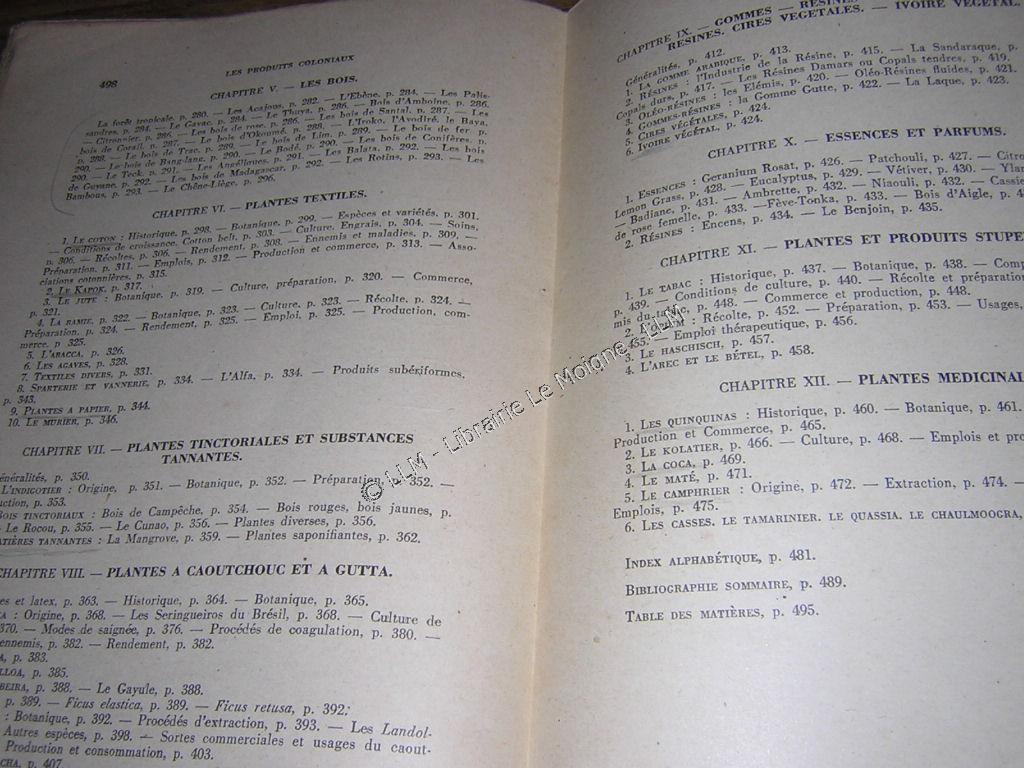 498
LES PRODUITS COLONIAUX
CHAPITRE V. — LES BOIS.
La forêt tropicale, p. 280. — Les Acajous, p. 282. — L'Ebène, p. 284. — Les Palis-
sandres, p. 284. — Le Gayac, p. 284. — Le Thuya, p. 286. — Bois d'Amboine, p. 286.
— Citronnier, p. 286. — Les bois de rose, p. 286. — Les bois de Santal, p. 287. — Les
bois de Corail, p. 287. — Le bois d'Okoumé, p. 288. — L'Iroko, l'Avodiré, le Baya,
p. 288. — Le bois de Trac, p. 289. — Le bois de Lim, p. 289. — Le bois de fer, p.
290. — Le bois de Bang-lang, p. 290. — Le Bodé, p. 290. — Les bois de Conifères, p.
290. — Le Teck, p. 291. — Les Angéliques, p. 291. — Les Balata, p. 292. — Les bois
de Guyane, p. 292. — Les bois de Madagascar, p. 292. — Les Rotins, p. 293. — Les
Bambous, p. 293. — Le Chêne-Liège, p. 296.
CHAPITRE VI. — PLANTES TEXTILES.
1. LE COTON : Historique, p. 298. — Botanique, p. 299. — Espèces et variétés, p. 301.
— Conditions de croissance. Cotton belt, p. 303. — Culture. Engrais, p. 304. — Soins,
p. 306. — Récoltes, p. 306. — Rendement, p. 308. — Ennemis et maladies, p. 309. —
Préparation, p. 311. — Emplois, p. 312. — Production et commerce, p. 313. — Asso-
ciations cotonnières, p. 315.
2. LE KAPOK, p. 317.
3. LE JUTE : Botanique, p. 319. — Culture, préparation, p. 320. — Commerce,
p. 321.
4. LA RAMIE, p. 322. — Botanique, p. 323. — Culture, p. 323. — Récolte, p. 324. —
Préparation, p. 324. — Rendement, p. 325. — Emploi, p. 325. — Production, com-
merce, p 325.
5. L'ABACCA, p. 326.
6. LES AGAVES, p. 328.
7. TEXTILES DIVERS, p. 331.
8. SPARTERIE ET VANNERIE, p. 334. — L'Alfa, p. 334. — Produits subériformes,
p. 343.
9. PLANTES A PAPIER, p. 344.
10. LE MURIER, p. 346.
CHAPITRE VII. — PLANTES TINCTORIALES ET SUBSTANCES
TANNANTES.
énéralités, p. 350.
L'INDIGOTIER : Origine, p. 351. — Botanique, p. 352. — Préparation, p. 352. —
uction, p. 353.
BOIS TINCTORIAUX : Bois de Campêche, p. 354. — Bois rouges, bois jaunes, p.
— Le Rocou, p. 355. — Le Cunao, p. 356. — Plantes diverses, p. 356.
ATIÈRES TANNANTES : La Mangrove, p. 359. — Plantes saponifiantes, p. 362.
CHAPITRE VIII. — PLANTES A CAOUTCHOUC ET A GUTTA.
es et latex, p. 363. — Historique, p. 364. — Botanique, p. 365.
EA : Origine, p. 368. — Les Seringueiros du Brésil, p. 368. — Culture de
370. — Modes de saignée, p. 376. — Procédés de coagulation, p. 380. —
ennemis, p. 382. — Rendement, p. 382.
A, p. 383.
LLOA, p. 385.
BEIRA, p. 388. — Le Gayule, p. 388.
p. 389. — Ficus elastica, p. 389. — Ficus retusa, p. 392.
: Botanique, p. 392. — Procédés d'extraction, p. 393. — Les Landol-
Autres espèces, p. 398. — Sortes commerciales et usages du caout-
Production et consommation, p. 403.
CHA, p. 407.
CHAPITRE IX. — GOMMES — RÉSIN
RESINES. CIRES VEGETALES. — IVOIRE VEGETAL.
Généralités, p. 412.
1. LA GOMME ARABIQUE, p. 413.
2. RÉSINES : l'Industrie de la Résine, p. 415. — La Sandaraque, p.
Copals durs, p. 417. — Les Résines Damars ou Copals tendres, p. 419.
3. OLÉO-RÉSINES : les Elémis, p. 420. — Oléo-Résines fluides, p. 421.
4. GOMMES-RÉSINES : la Gomme Gutte, p. 422. — La Laque, p. 423.
5. CIRES VÉGÉTALES, p. 424.
6. IVOIRE VÉGÉTAL, p. 424.
CHAPITRE X. — ESSENCES ET PARFUMS.
1. ESSENCES : Geranium Rosat, p. 426. — Patchouli, p. 427. — Citro
Lemon Grass, p. 428. — Eucalyptus, p. 429. — Vétiver, p. 430. — Ylan
— Badiane, p. 431. — Ambrette, p. 432. — Niaouli, p. 432. — Cassie
de rose femelle, p. 433. —Fève-Tonka, p. 433. — Bois d'Aigle, p.
2. RÉSINES : Encens, p. 434. — Le Benjoin, p. 435.
CHAPITRE XI. — PLANTES ET PRODUITS STUPE
1. LE TABAC : Historique, p. 437. — Botanique, p. 438. — Comp
p. 439. — Conditions de culture, p. 440. — Récolte et préparation
mis du tabac, p. 448. — Commerce et production, p. 448.
2. L'OPIUM : Récolte, p. 452. — Préparation, p. 453. — Usages,
455. — Emploi thérapeutique, p. 456.
3. LE HASCHISCH, p. 457.
4. L'AREC ET LE BÉTEL, p. 458.
CHAPITRE XII. — PLANTES MEDICINAL
1. LES QUINQUINAS : Historique, p. 460. — Botanique, p. 461.
Production et Commerce, p. 465.
2. LE KOLATIER, p. 466. — Culture, p. 468. — Emplois et pro
3. LA COCA, p. 469.
4. LE MATÉ, p. 471.
5. LE CAMPHRIER : Origine, p. 472. — Extraction, p. 474. —
Emplois, p. 475.
6. LES CASSES. LE TAMARINIER. LE QUASSIA. LE CHAULMOOGRA,
INDEX ALPHABÉTIQUE, p. 481.
BIBLIOGRAPHIE SOMMAIRE, p. 489.
TABLE DES MATIÈRES, p. 495.
© LLM - Librairie Le Moigne - LLM